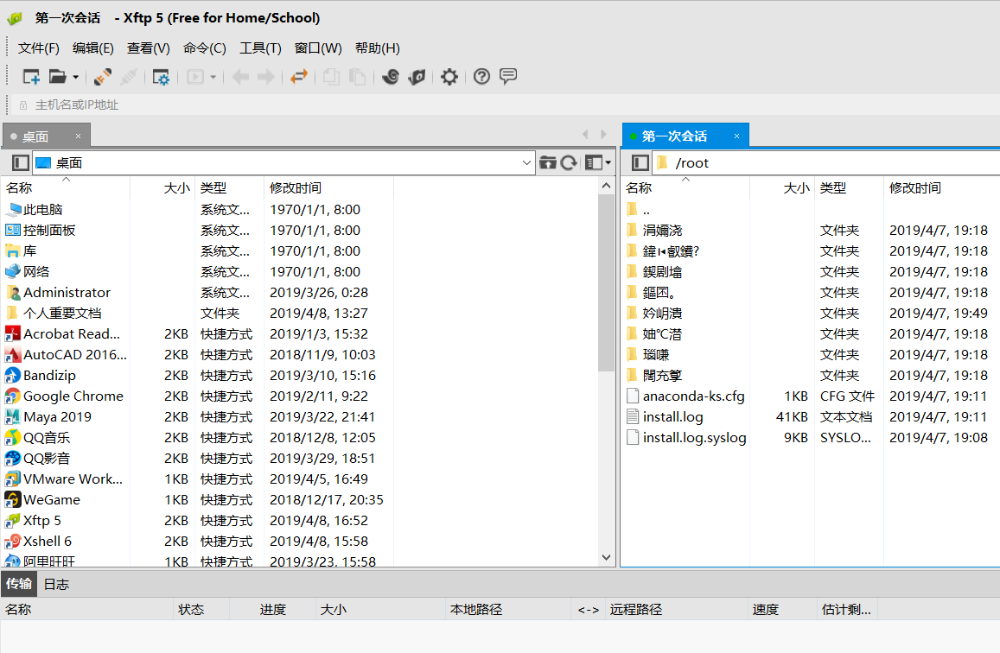 第一次会话 - Xftp 5 (Free for Home/School)
文件(F) 编辑(E) 查看(V) 命令(C) 工具(T) 窗口(W) 帮助(H)
主机名或IP地址
桌面 ×
桌面
名称 大小 类型 修改时间
此电脑 系统文... 1970/1/1, 8:00
控制面板 系统文... 1970/1/1, 8:00
库 系统文... 1970/1/1, 8:00
网络 系统文... 1970/1/1, 8:00
Administrator 系统文... 2019/3/26, 0:28
个人重要文档 文件夹 2019/4/8, 13:27
Acrobat Read... 2KB 快捷方式 2019/1/3, 15:32
AutoCAD 2016... 2KB 快捷方式 2018/11/9, 10:03
Bandizip 2KB 快捷方式 2019/3/10, 15:16
Google Chrome 2KB 快捷方式 2019/2/11, 9:22
Maya 2019 2KB 快捷方式 2019/3/22, 21:41
QQ音乐 2KB 快捷方式 2018/12/8, 12:05
QQ影音 2KB 快捷方式 2019/3/29, 18:51
VMware Work... 1KB 快捷方式 2019/4/5, 16:49
WeGame 1KB 快捷方式 2018/12/17, 20:35
Xftp 5 2KB 快捷方式 2019/4/8, 16:52
Xshell 6 2KB 快捷方式 2019/4/8, 15:58
阿里旺旺 1KB 快捷方式 2019/3/23, 15:58
第一次会话 ×
/root
名称 大小 类型 修改时间
..
涓嬭浇 文件夹 2019/4/7, 19:18
文件夹 2019/4/7, 19:18
鍥剧墖 文件夹 2019/4/7, 19:18
文件夹 2019/4/7, 19:18
妗岄潰 文件夹 2019/4/7, 19:49
妯℃澘 文件夹 2019/4/7, 19:18
文件夹 2019/4/7, 19:18
文件夹 2019/4/7, 19:18
anaconda-ks.cfg 1KB CFG 文件 2019/4/7, 19:11
install.log 41KB 文本文档 2019/4/7, 19:11
install.log.syslog 9KB SYSLO... 2019/4/7, 19:08
传输 日志
名称 状态 进度 大小 本地路径 <-> 远程路径 速度 估计剩...